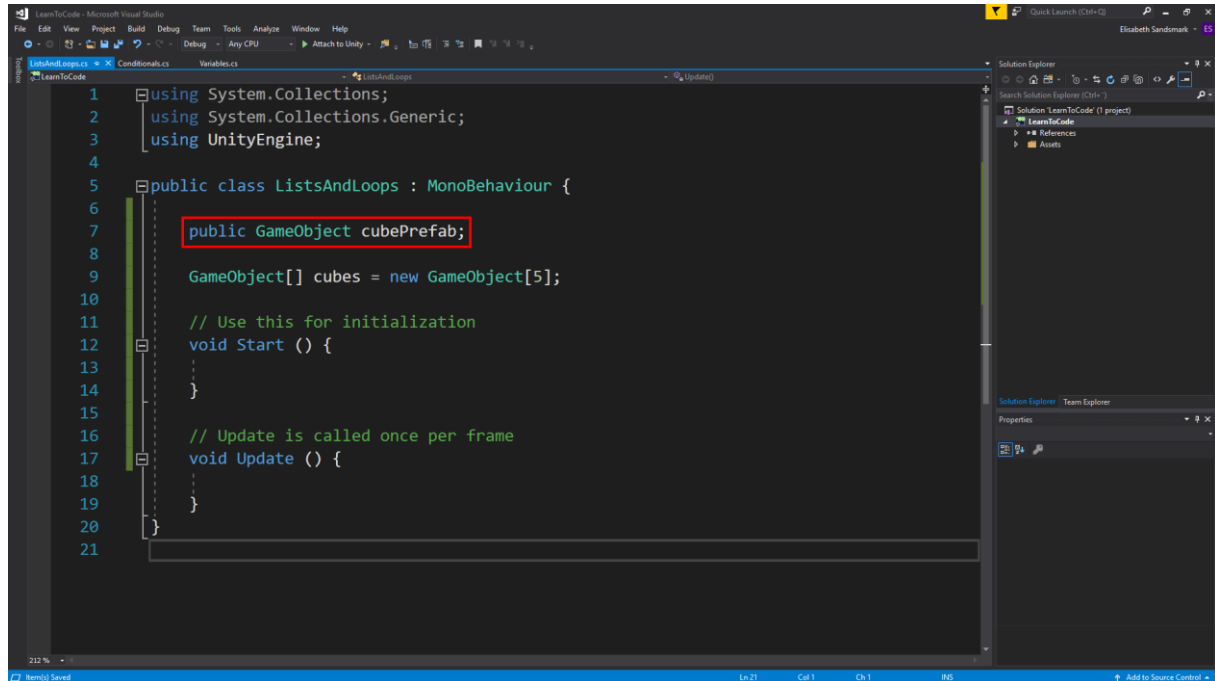 LearnToCode - Microsoft Visual Studio
Quick Launch (Ctrl+Q)
File Edit View Project Build Debug Team Tools Analyze Window Help
Elisabeth Sandsmark ES
Debug Any CPU Attach to Unity
Toolbox
ListsAndLoops.cs Conditionals.cs Variables.cs
LearnToCode ListsAndLoops Update()
1 using System.Collections;
2 using System.Collections.Generic;
3 using UnityEngine;
4
5 public class ListsAndLoops : MonoBehaviour {
6
7 public GameObject cubePrefab;
8
9 GameObject[] cubes = new GameObject[5];
10
11 // Use this for initialization
12 void Start () {
13
14 }
15
16 // Update is called once per frame
17 void Update () {
18
19 }
20 }
21
212 %
Solution Explorer
Search Solution Explorer (Ctrl+¨)
Solution 'LearnToCode' (1 project)
LearnToCode
References
Assets
Solution Explorer Team Explorer
Properties
Item(s) Saved Ln 21 Col 1 Ch 1 INS Add to Source Control